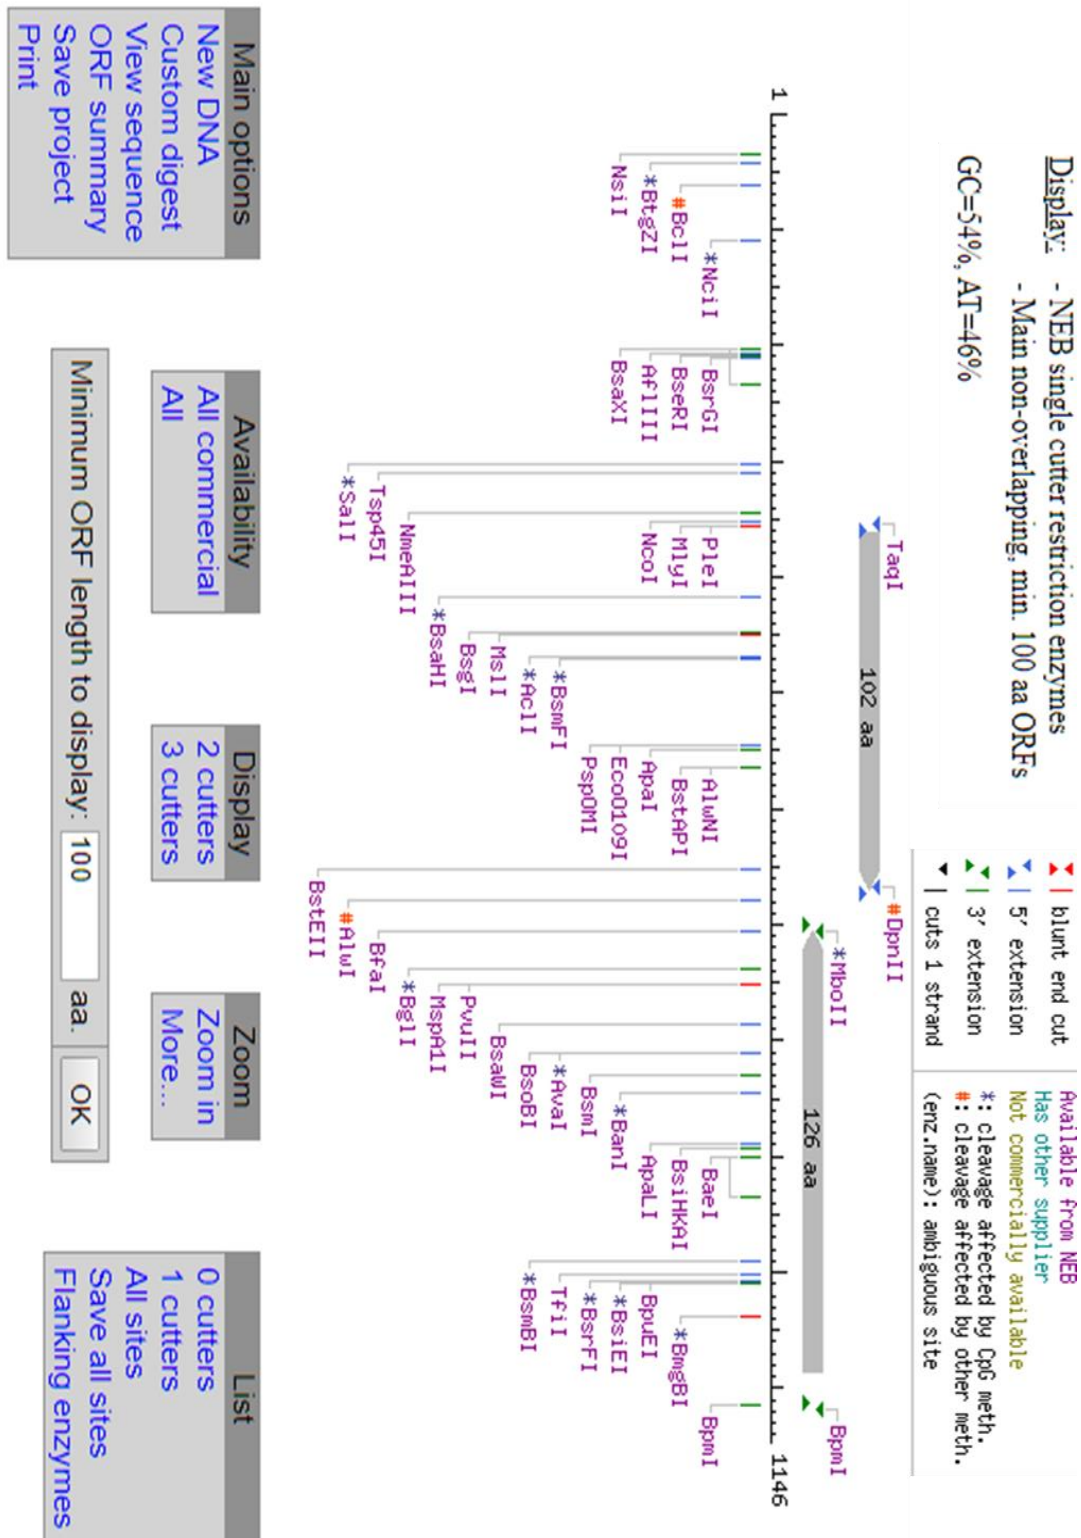 Display: - NEB single cutter restriction enzymes
- Main non-overlapping, min. 100 aa ORFs
GC=54%, AT=46%
blunt end cut
5' extension
3' extension
cuts 1 strand
Available from NEB
Has other supplier
Not commercially available
*: cleavage affected by CpG meth.
#: cleavage affected by other meth.
(enz.name): ambiguous site
TaqI
#DpnII
*MboII
BpmI
102 aa
126 aa
1
1146
*NciI
#BclI
*BtgZI
NsiI
BsrGI
BseRI
AflIII
BsaXI
PleI
MlyI
NcoI
NmeAIII
Tsp45I
*SalI
*BsmFI
*AclI
MslI
BsgI
*BsaHI
AlwNI
BstAPI
ApaI
EcoO109I
PspOMI
BstEII
#AlwI
BfaI
*BglI
MspA1I
PvuII
BsaWI
BsoBI
*AvaI
BsmI
*BanI
ApaLI
BsiHKAI
BaeI
*BmgBI
BpuEI
*BsiEI
*BsrFI
TfiI
*BsmBI
BpmI
Main options
New DNA
Custom digest
View sequence
ORF summary
Save project
Print
Availability
All commercial
All
Display
2 cutters
3 cutters
Zoom
Zoom in
More...
List
0 cutters
1 cutters
All sites
Save all sites
Flanking enzymes
Minimum ORF length to display: 100 aa. OK